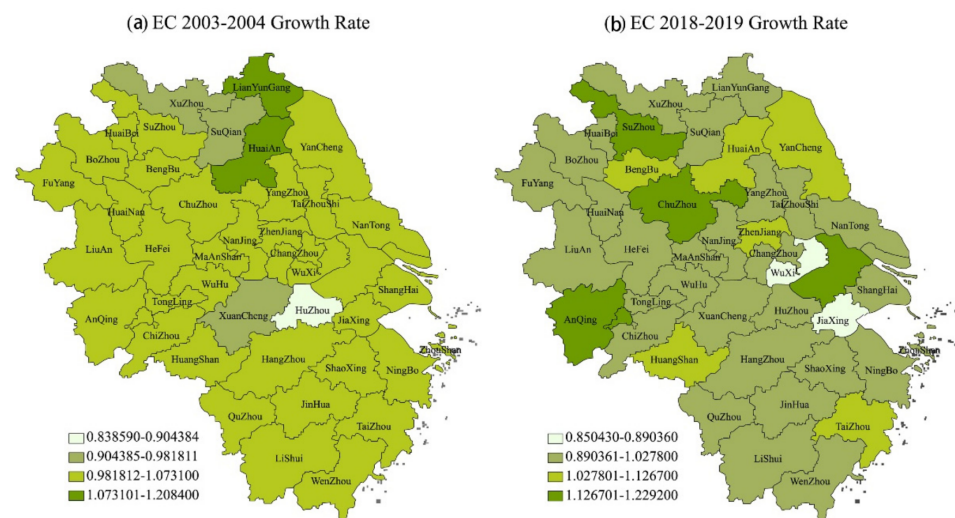 (a) EC 2003-2004 Growth Rate
LianYunGang
XuZhou
SuZhou
SuQian
HuaiBei
HuaiAn
BoZhou
YanCheng
BengBu
FuYang
YangZhou
ChuZhou
TaiZhouShi
HuaiNan
NanTong
ZhenJiang
LiuAn
HeFei
NanJing
MaAnShan
ChangZhou
WuXi
WuHu
ShangHai
TongLing
AnQing
XuanCheng
HuZhou
JiaXing
ChiZhou
HuangShan
HangZhou
ZhouShan
ShaoXing
NingBo
QuZhou
JinHua
TaiZhou
LiShui
WenZhou
0.838590-0.904384
0.904385-0.981811
0.981812-1.073100
1.073101-1.208400
(b) EC 2018-2019 Growth Rate
LianYunGang
XuZhou
SuZhou
SuQian
HuaiBei
HuaiAn
BoZhou
YanCheng
BengBu
FuYang
YangZhou
ChuZhou
TaiZhouShi
HuaiNan
NanTong
ZhenJiang
LiuAn
HeFei
NanJing
MaAnShan
ChangZhou
WuXi
WuHu
ShangHai
TongLing
AnQing
XuanCheng
HuZhou
JiaXing
ChiZhou
HuangShan
HangZhou
ZhouShan
ShaoXing
NingBo
QuZhou
JinHua
TaiZhou
LiShui
WenZhou
0.850430-0.890360
0.890361-1.027800
1.027801-1.126700
1.126701-1.229200